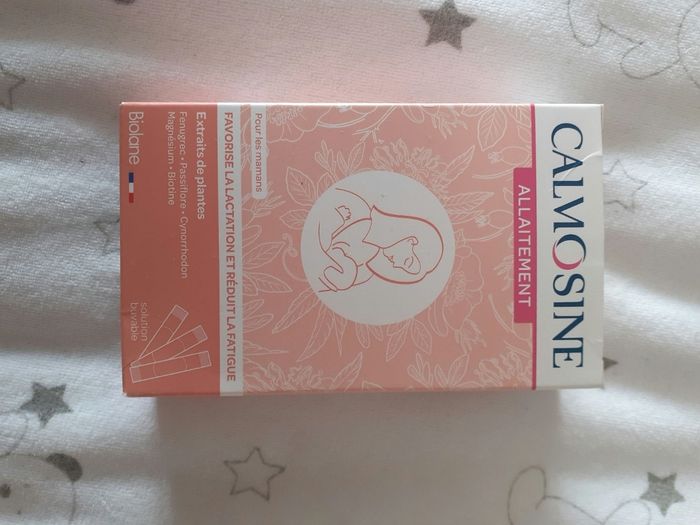 CALMOSINE
ALLAITEMENT
Pour les mamans
FAVORISE LA LACTATION ET RÉDUIT LA FATIGUE
Extraits de plantes
Fenugrec • Passiflore • Cynorrhodon
Magnésium • Biotine
Biolane
solution
buvable